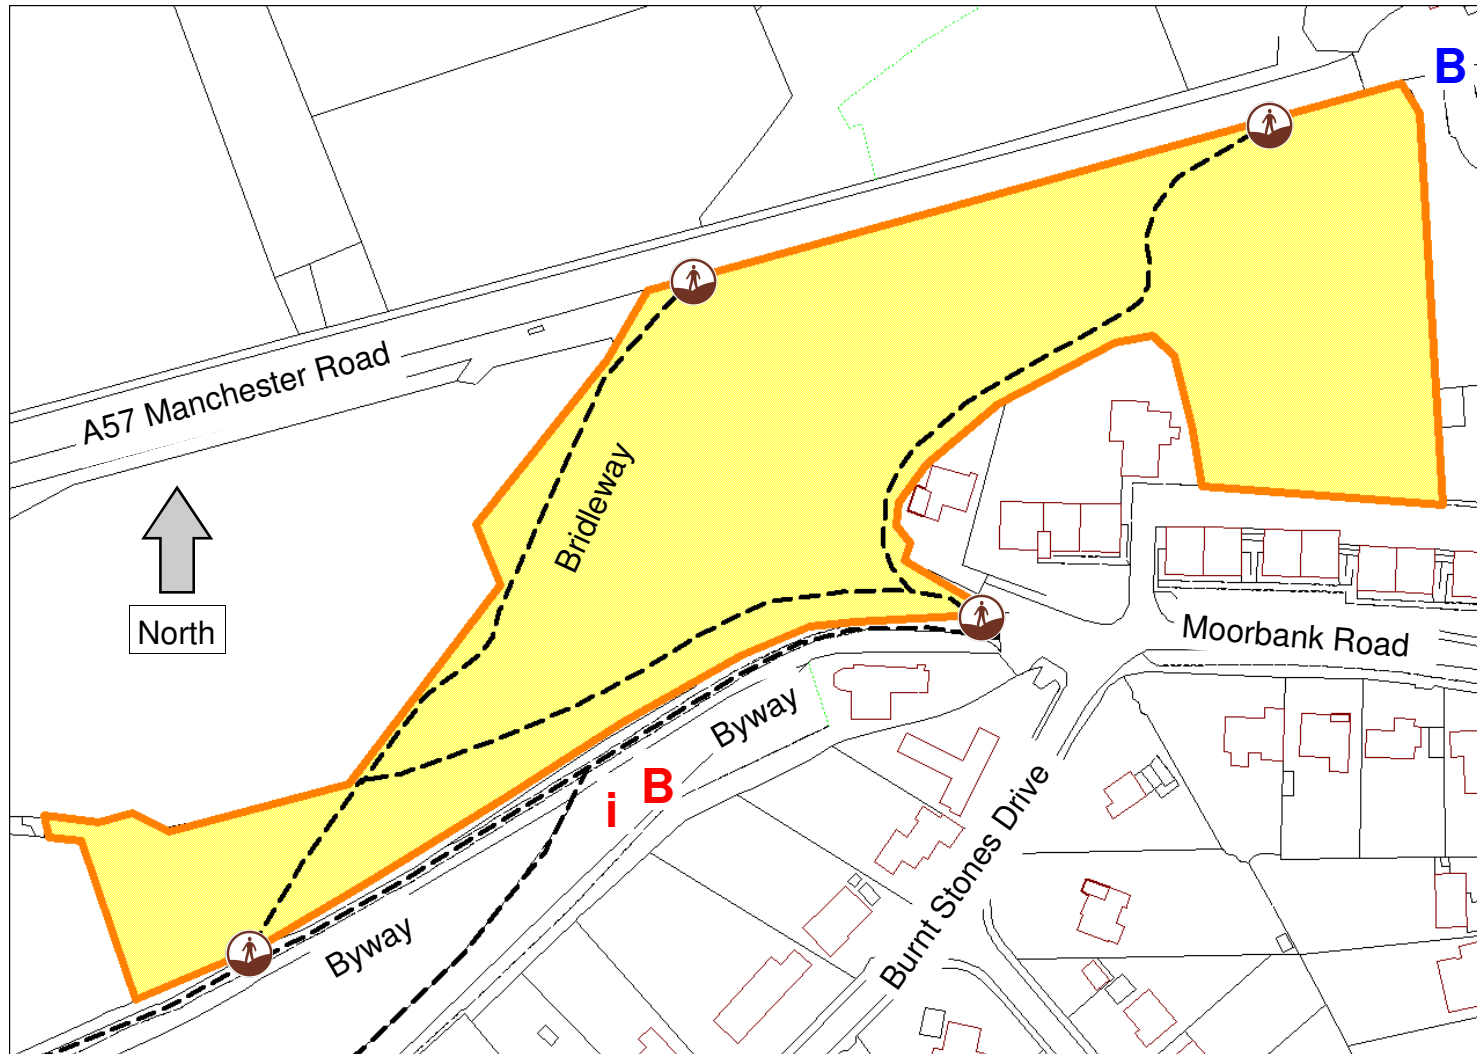 B
A57 Manchester Road
Bridleway
North
Moorbank Road
Byway
B
i
Burnt Stones Drive
Byway